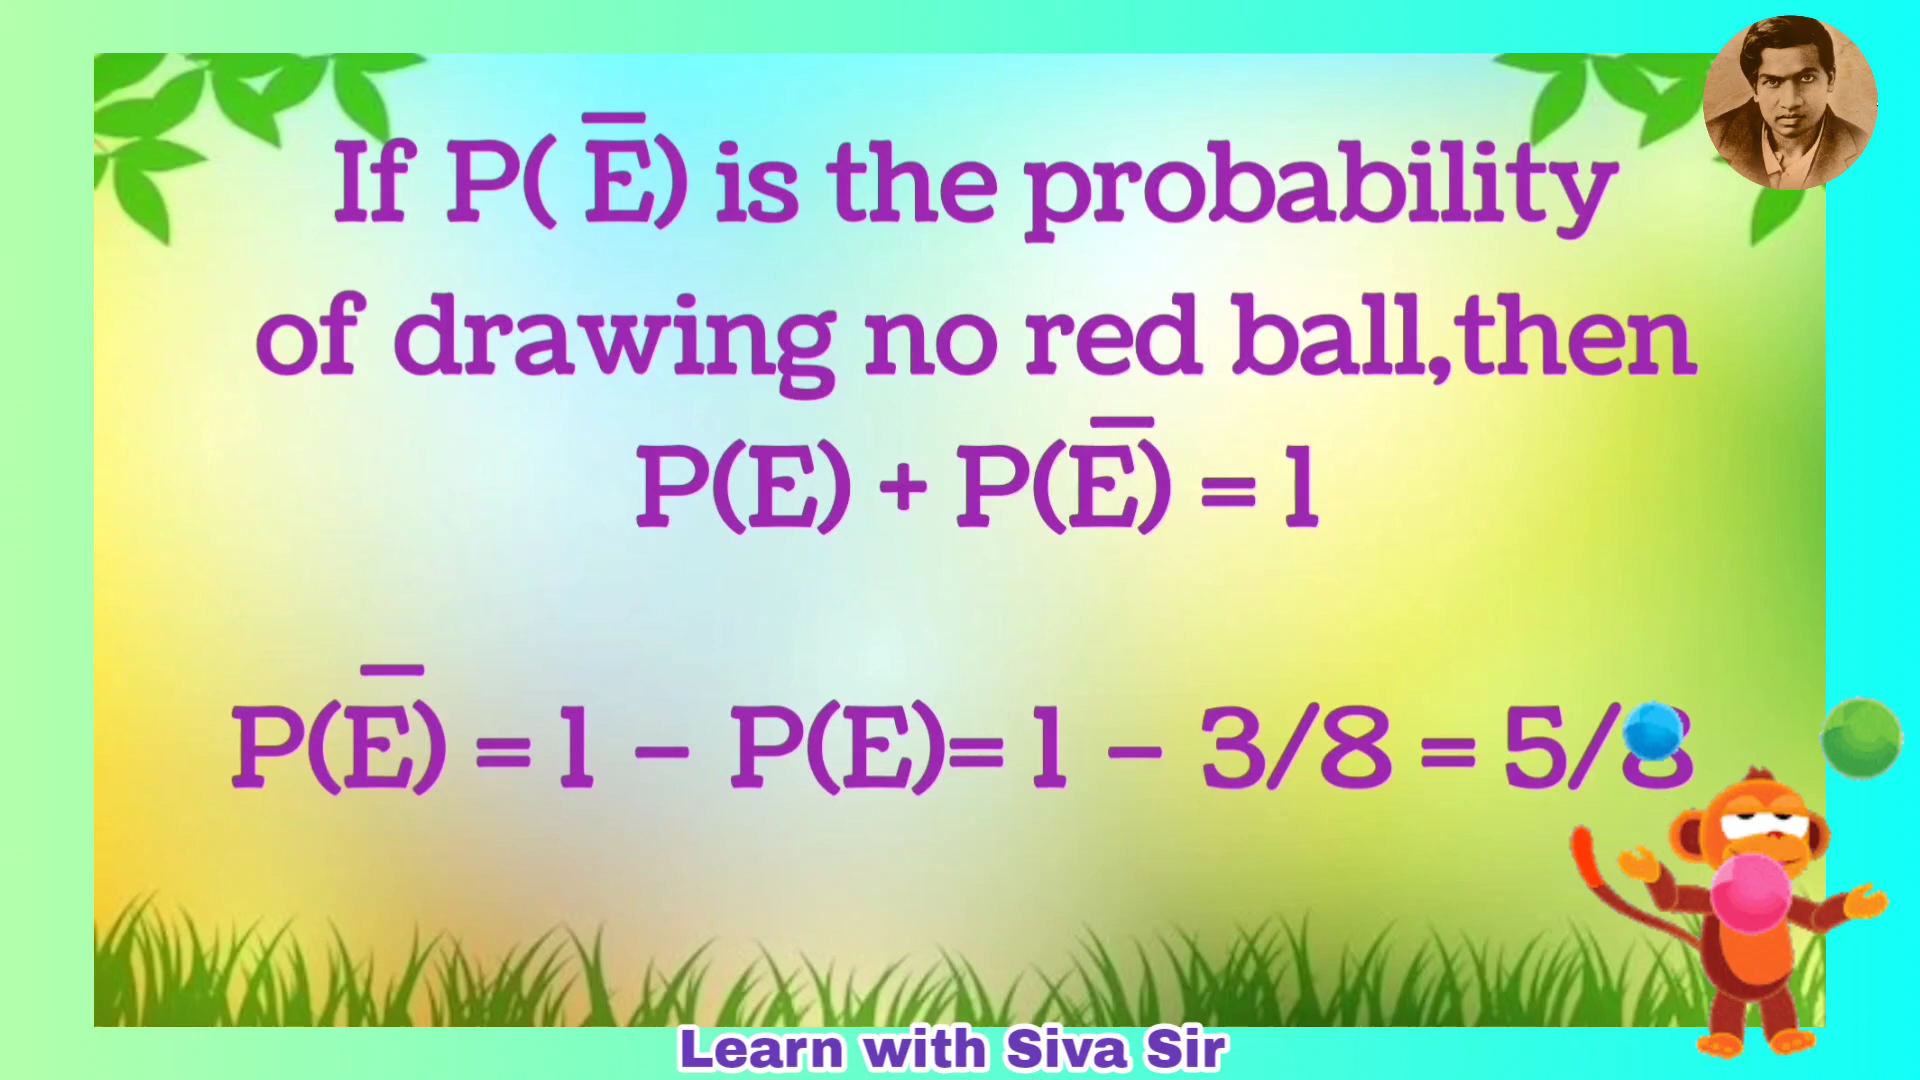 If P( E̅) is the probability
of drawing no red ball,then
P(E) + P(E̅) = 1
P(E̅) = 1 – P(E)= 1 – 3/8 = 5/8
Learn with Siva Sir